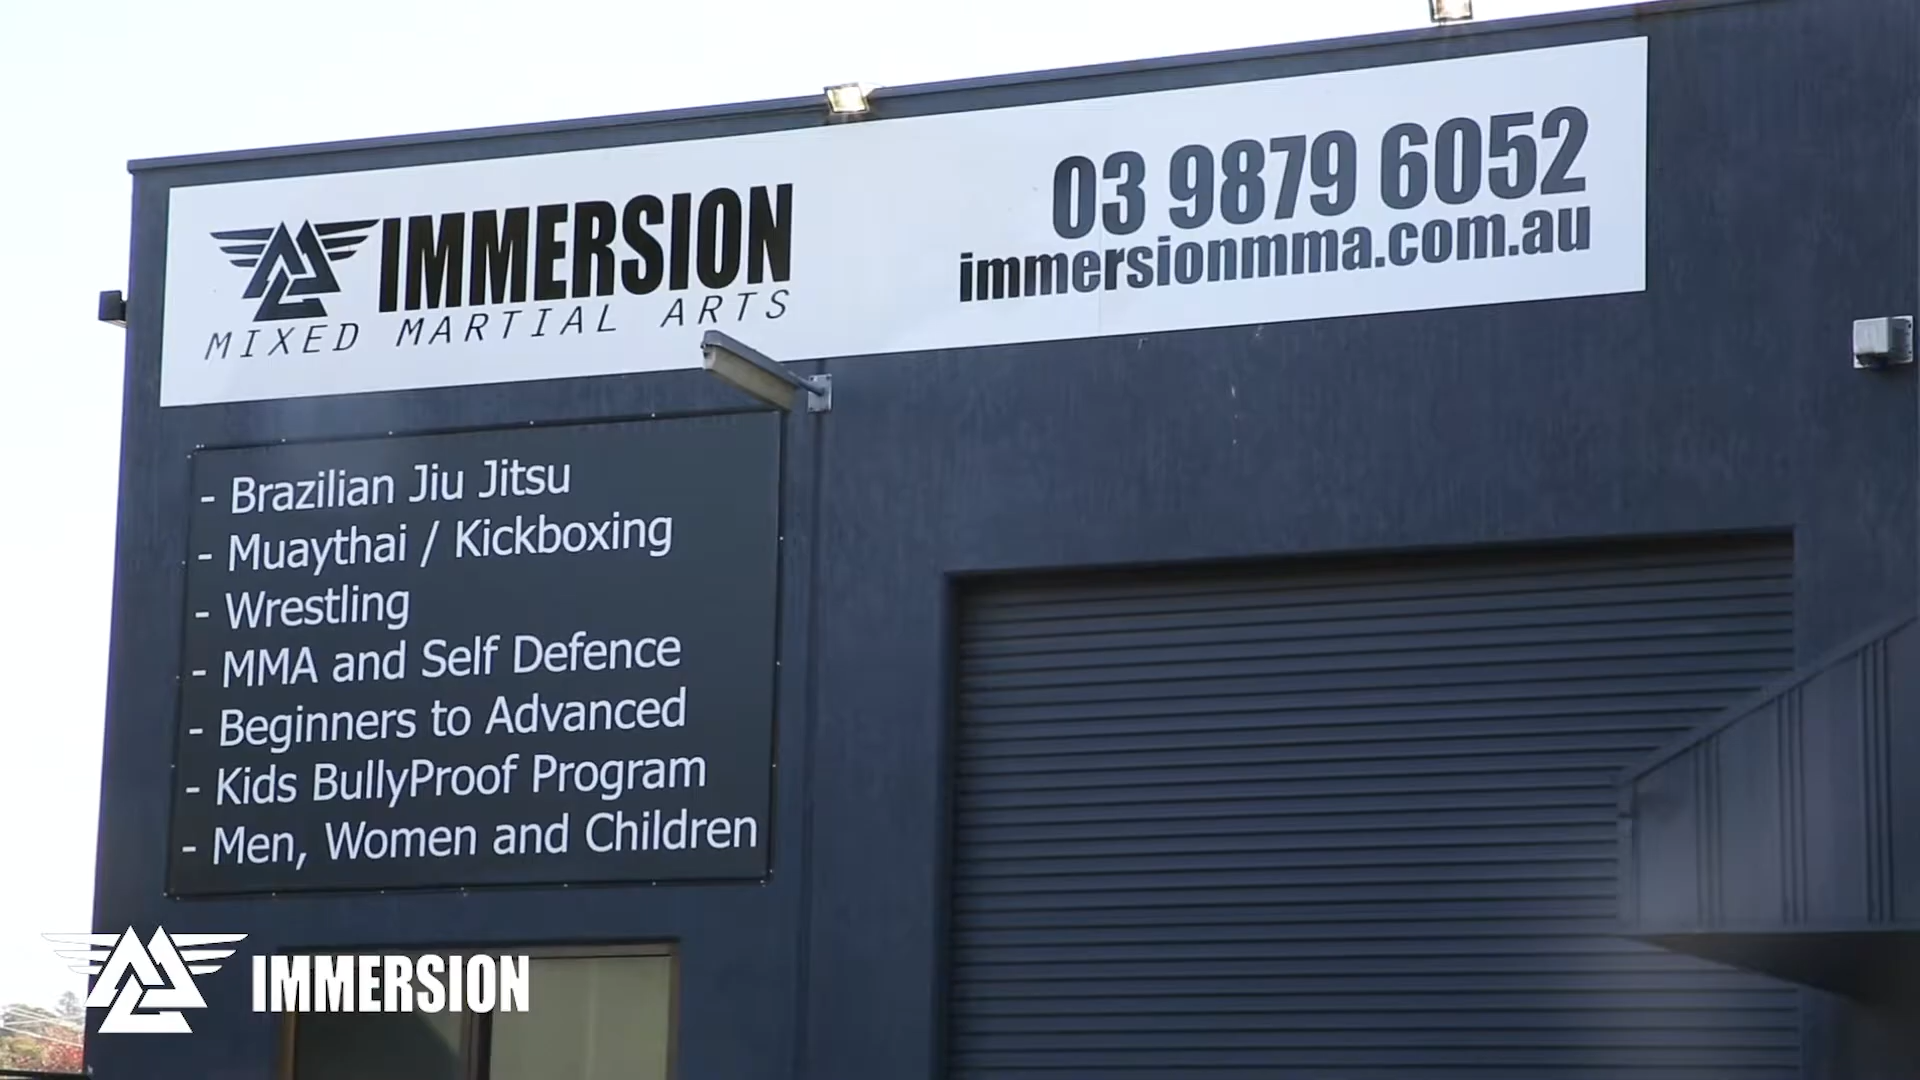 IMMERSION
MIXED MARTIAL ARTS
03 9879 6052
immersionmma.com.au
- Brazilian Jiu Jitsu
- Muaythai / Kickboxing
- Wrestling
- MMA and Self Defence
- Beginners to Advanced
- Kids BullyProof Program
- Men, Women and Children
IMMERSION